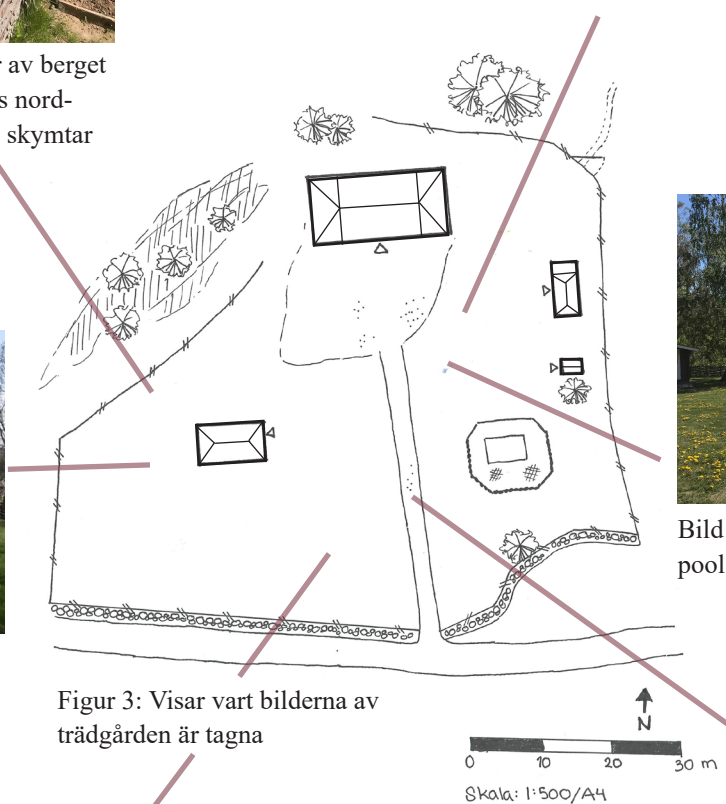 av berget
s nord-
skymtar
Bild
pool
Figur 3: Visar vart bilderna av
trädgården är tagna
N
0 10 20 30 m
Skala: 1:500/A4